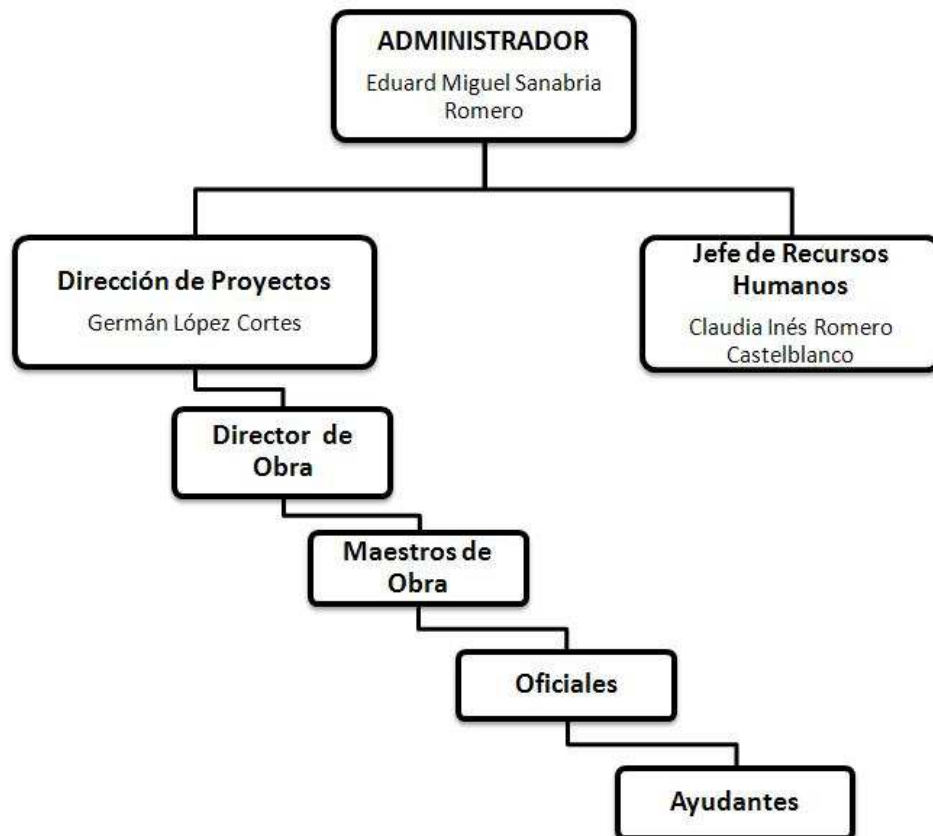 ADMINISTRADOR
Eduard Miguel Sanabria
Romero
Dirección de Proyectos
Germán López Cortes
Jefe de Recursos
Humanos
Claudia Inés Romero
Castelblanco
Director de
Obra
Maestros de
Obra
Oficiales
Ayudantes